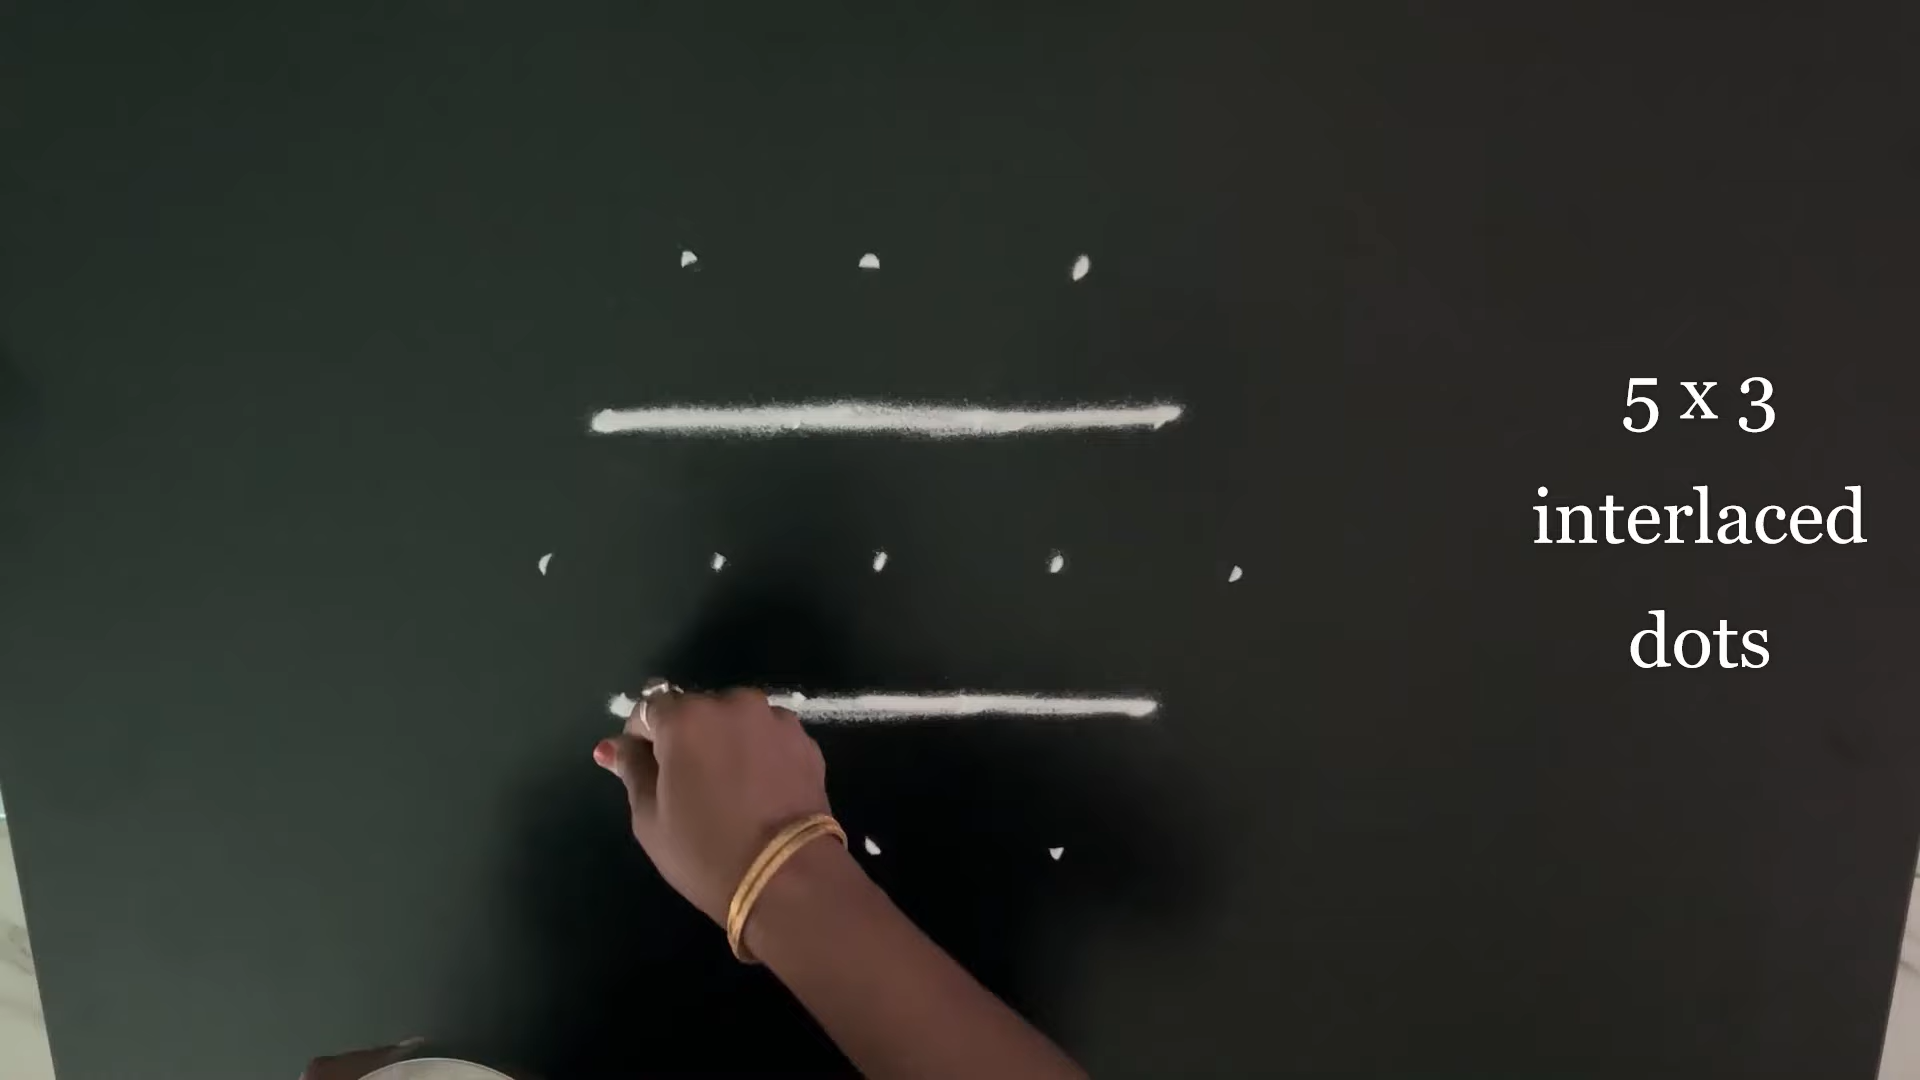 5 x 3
interlaced
dots